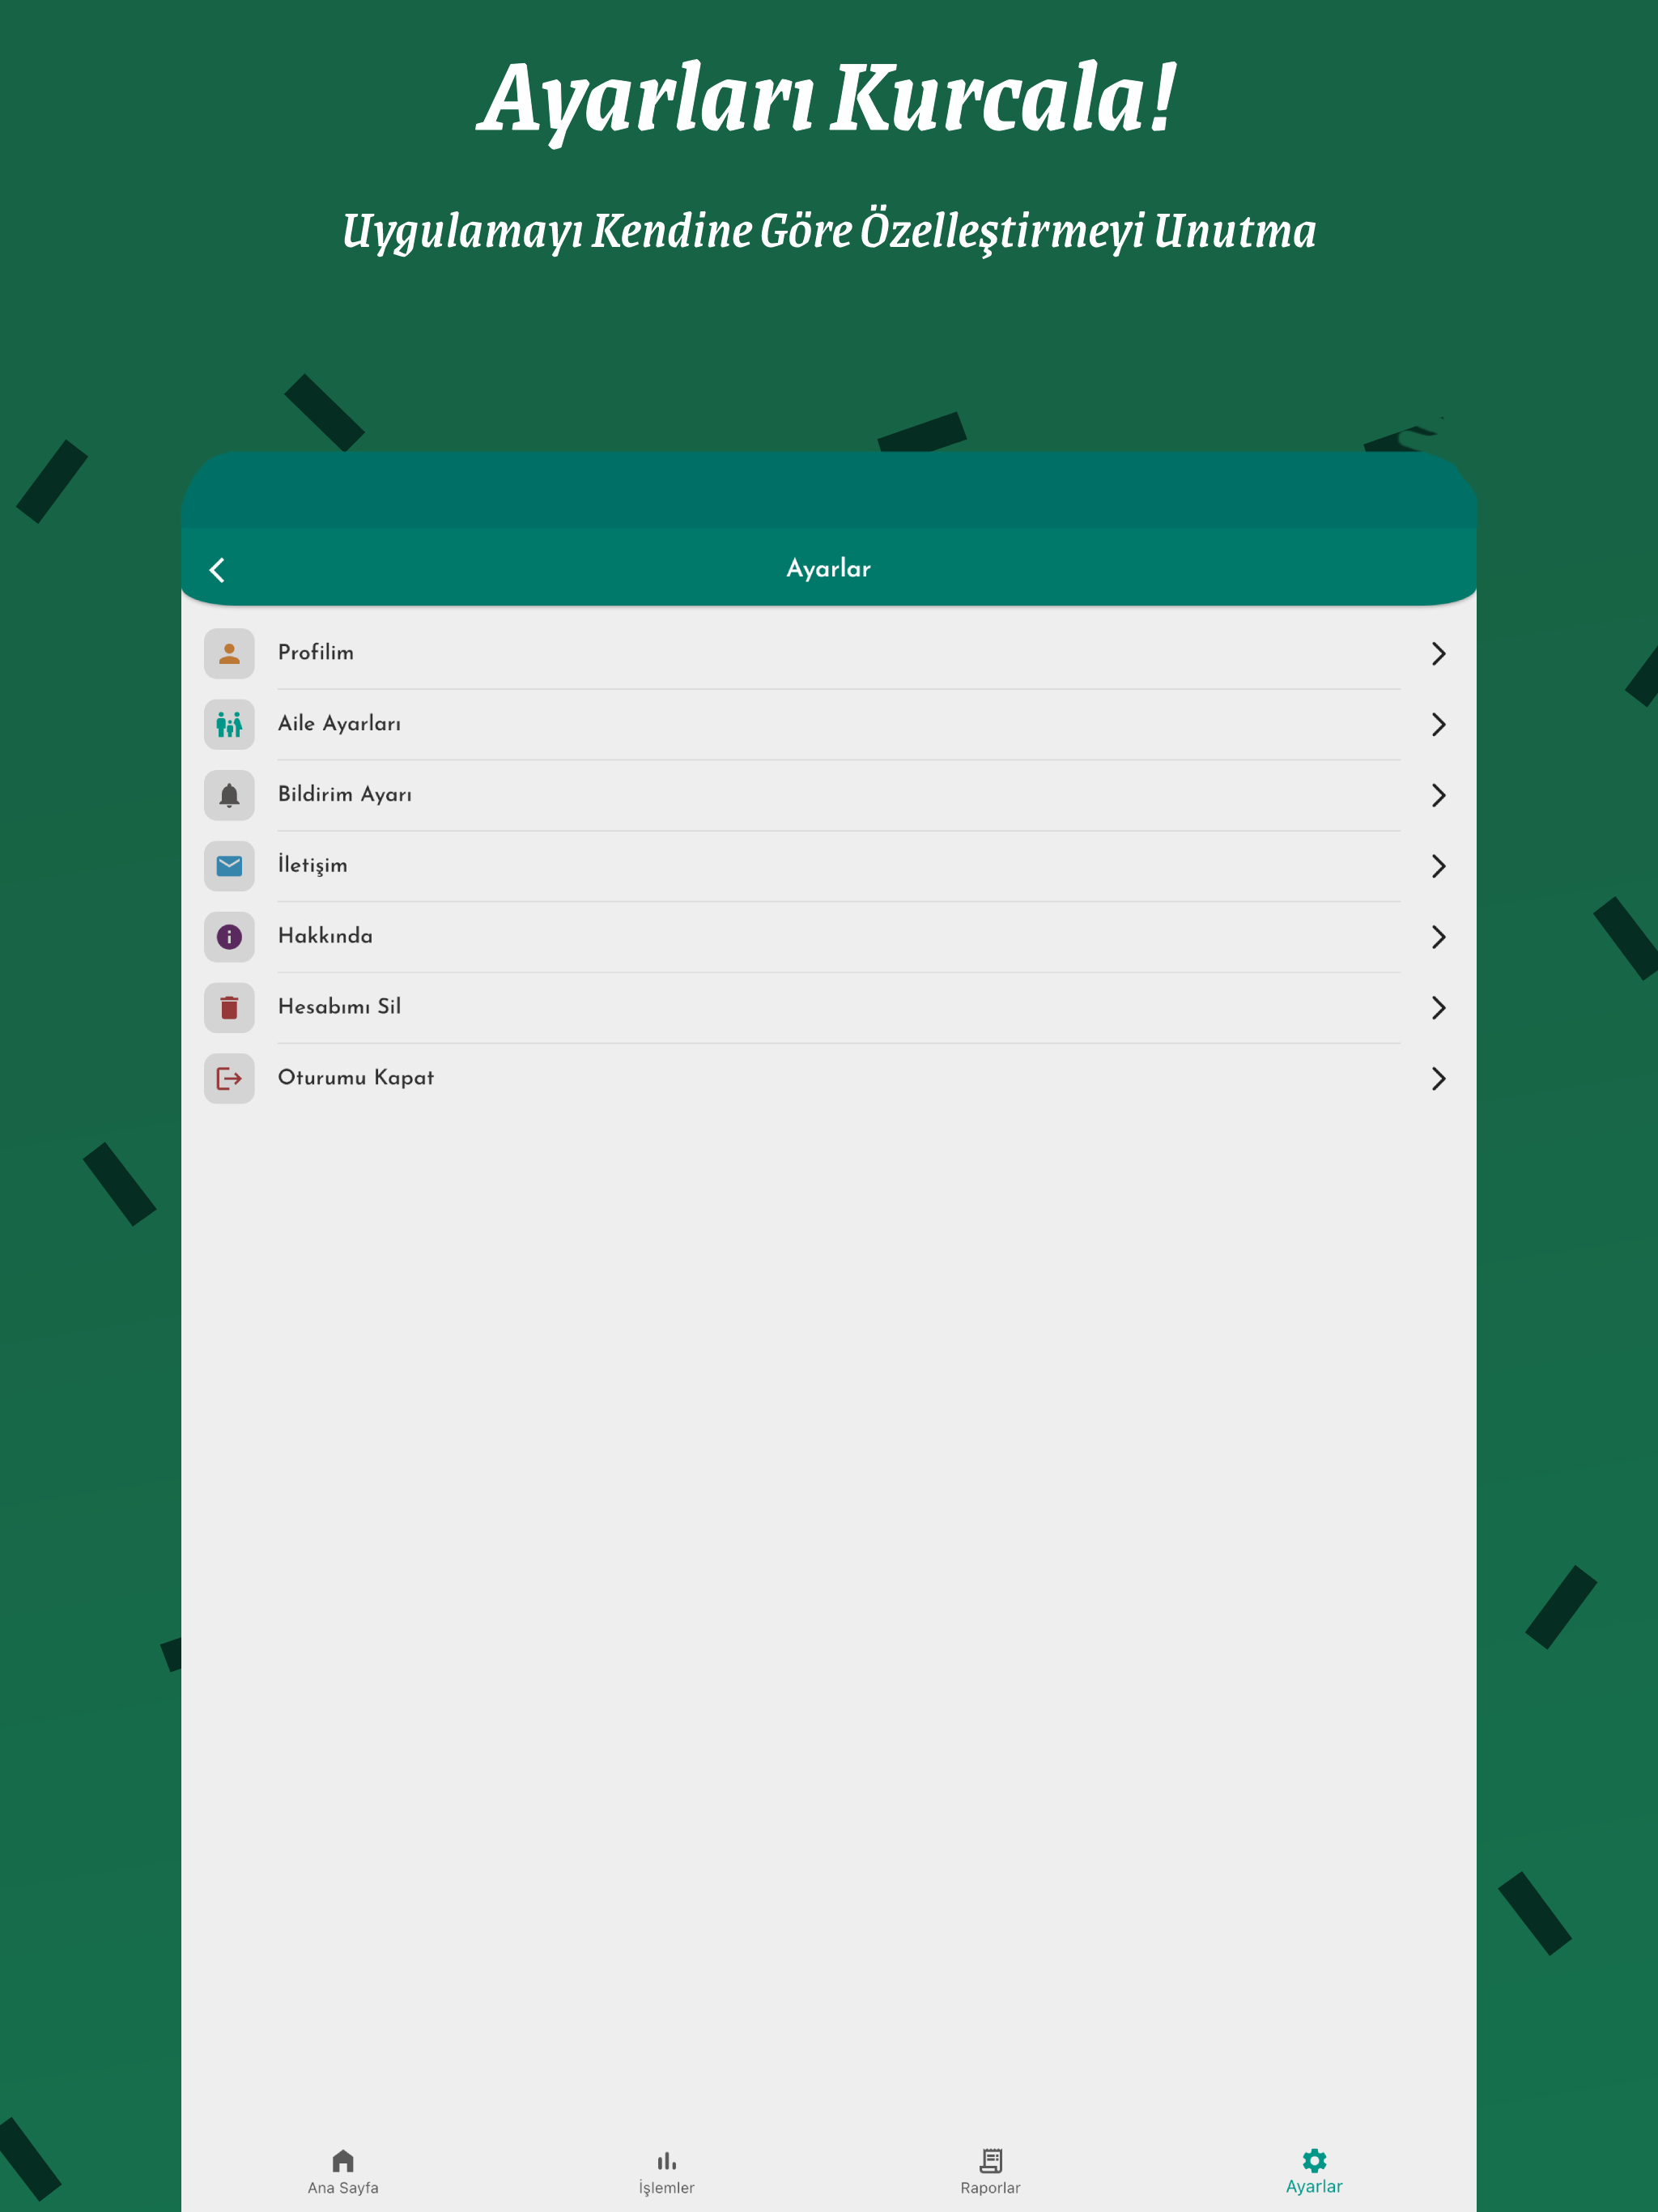 Ayarları Kurcala!
Uygulamayı Kendine Göre Özelleştirmeyi Unutma
Ayarlar
Profilim
Aile Ayarları
Bildirim Ayarı
İletişim
Hakkında
Hesabımı Sil
Oturumu Kapat
Ana Sayfa
İşlemler
Raporlar
Ayarlar